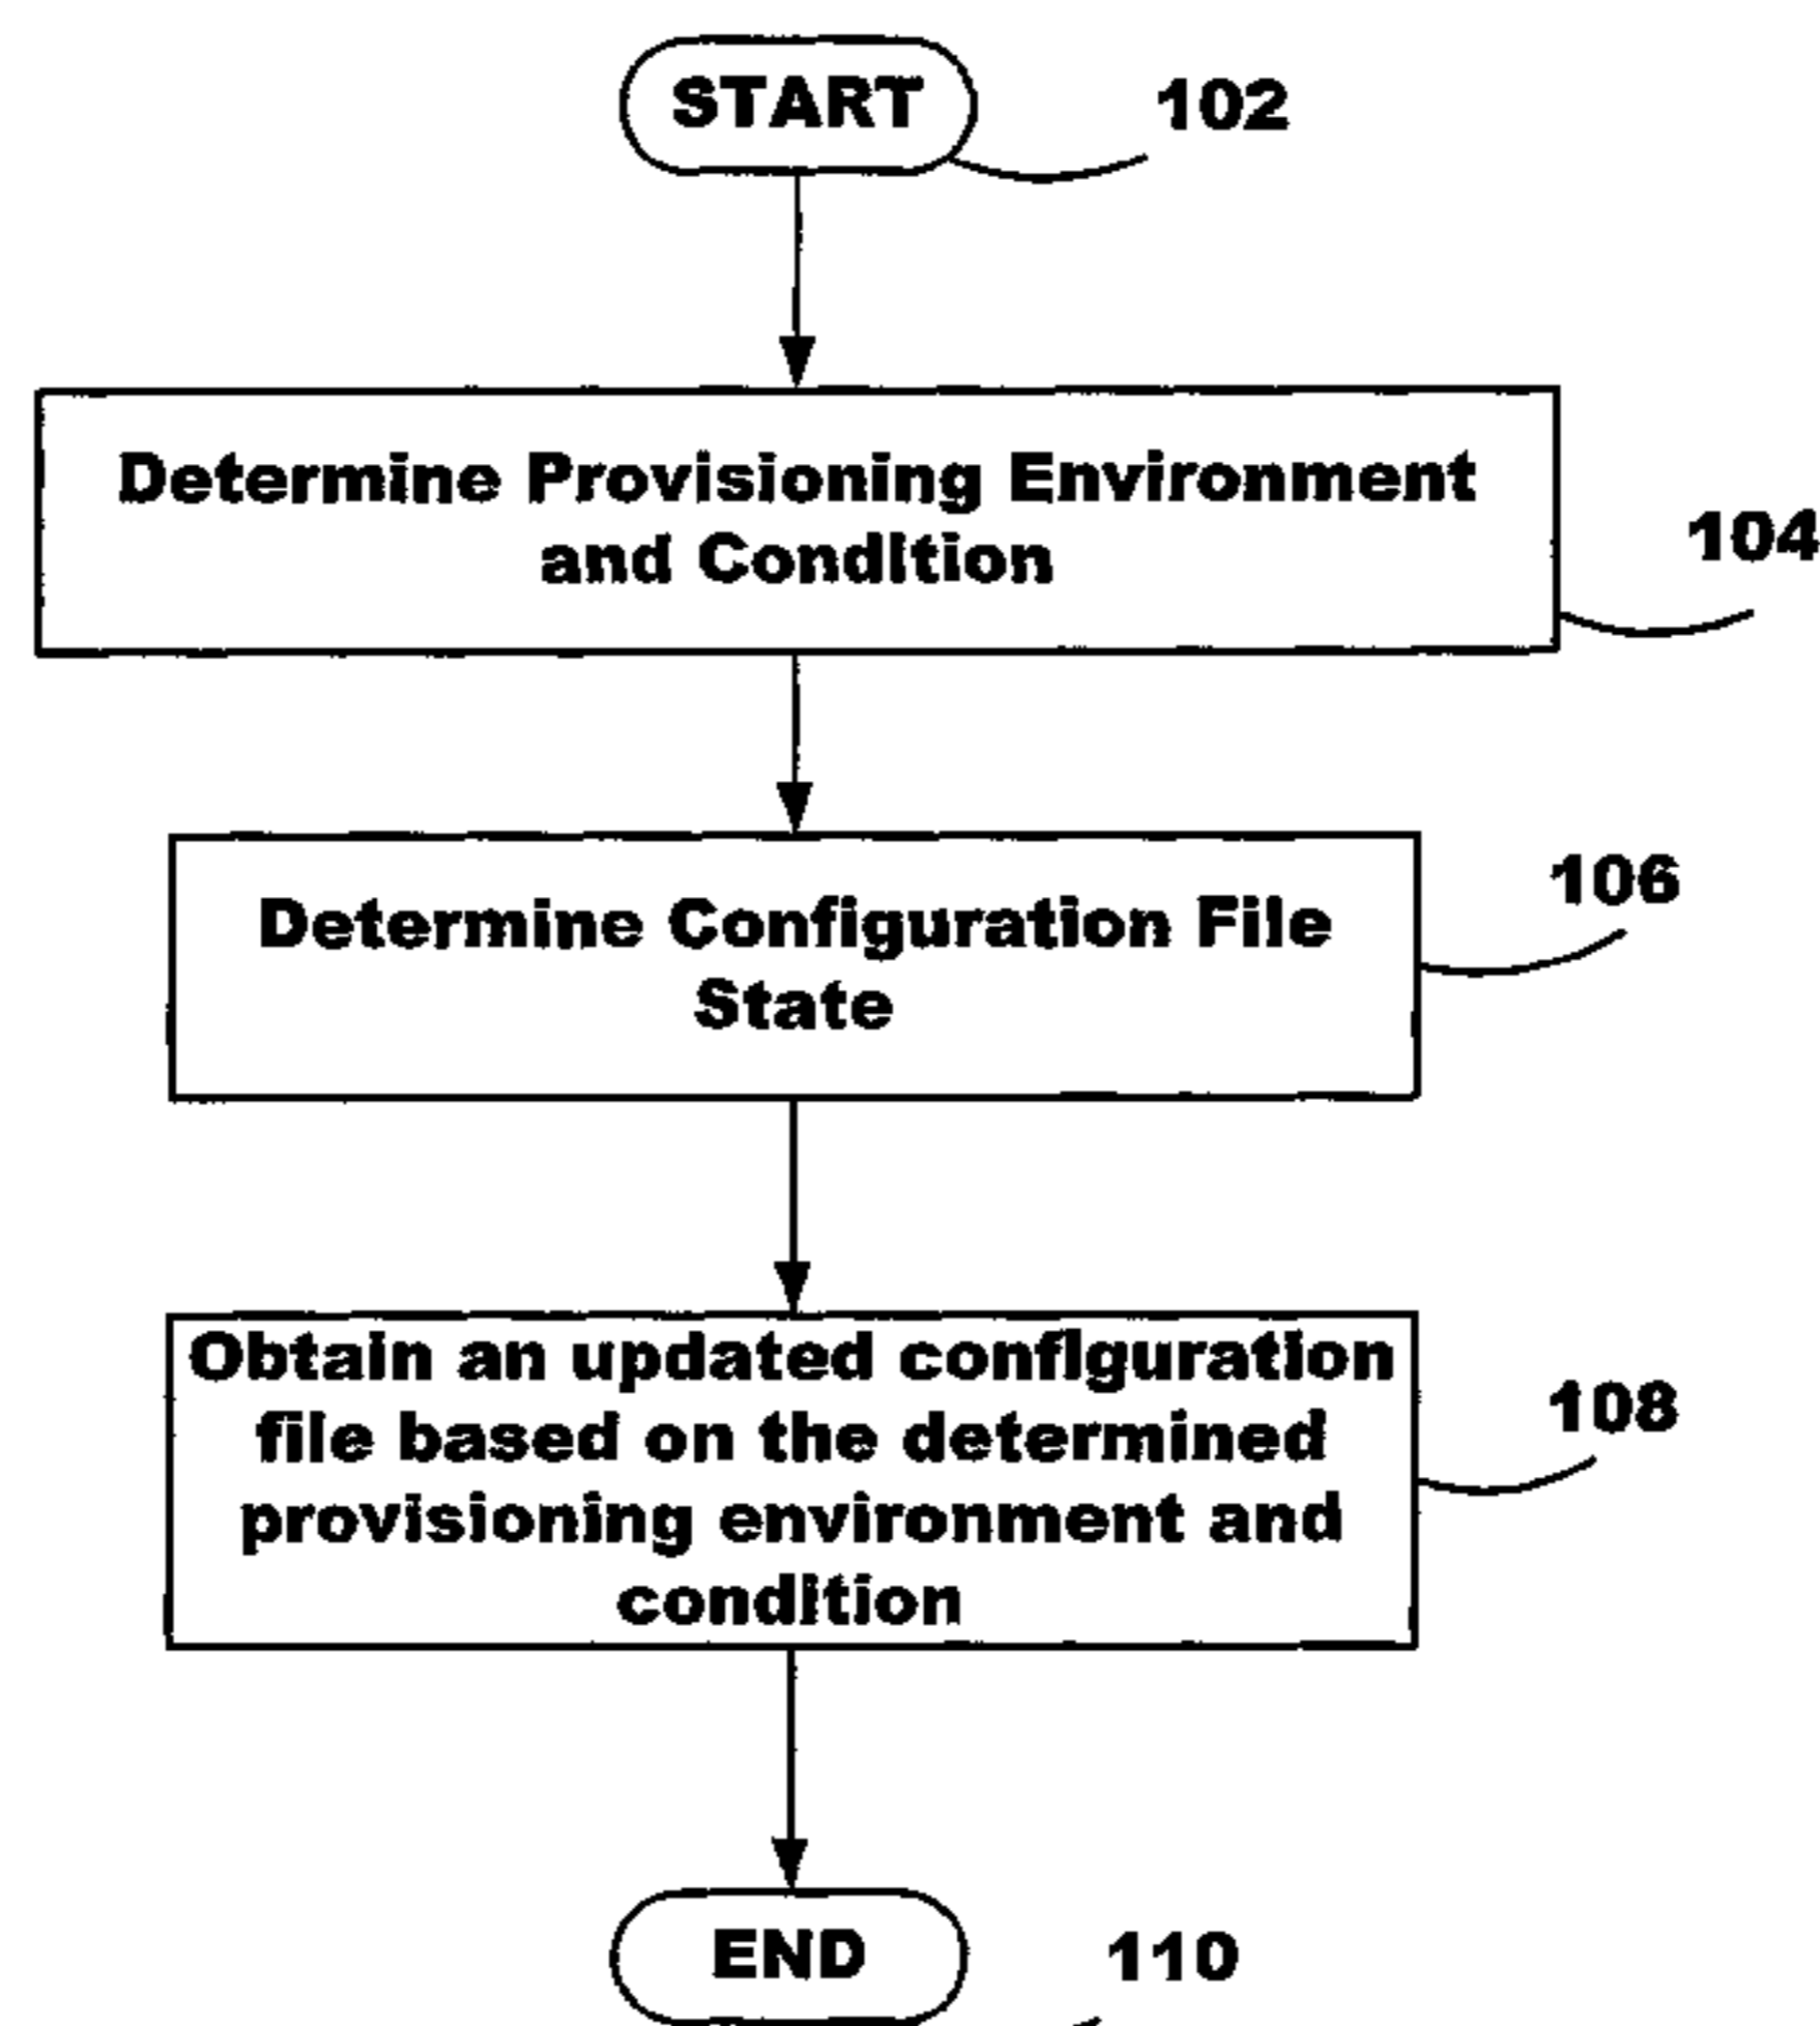 START
102
Determine Provisioning Environment
and Condition
104
Determine Configuration File
State
106
Obtain an updated configuration
file based on the determined
provisioning environment and
condition
108
END
110